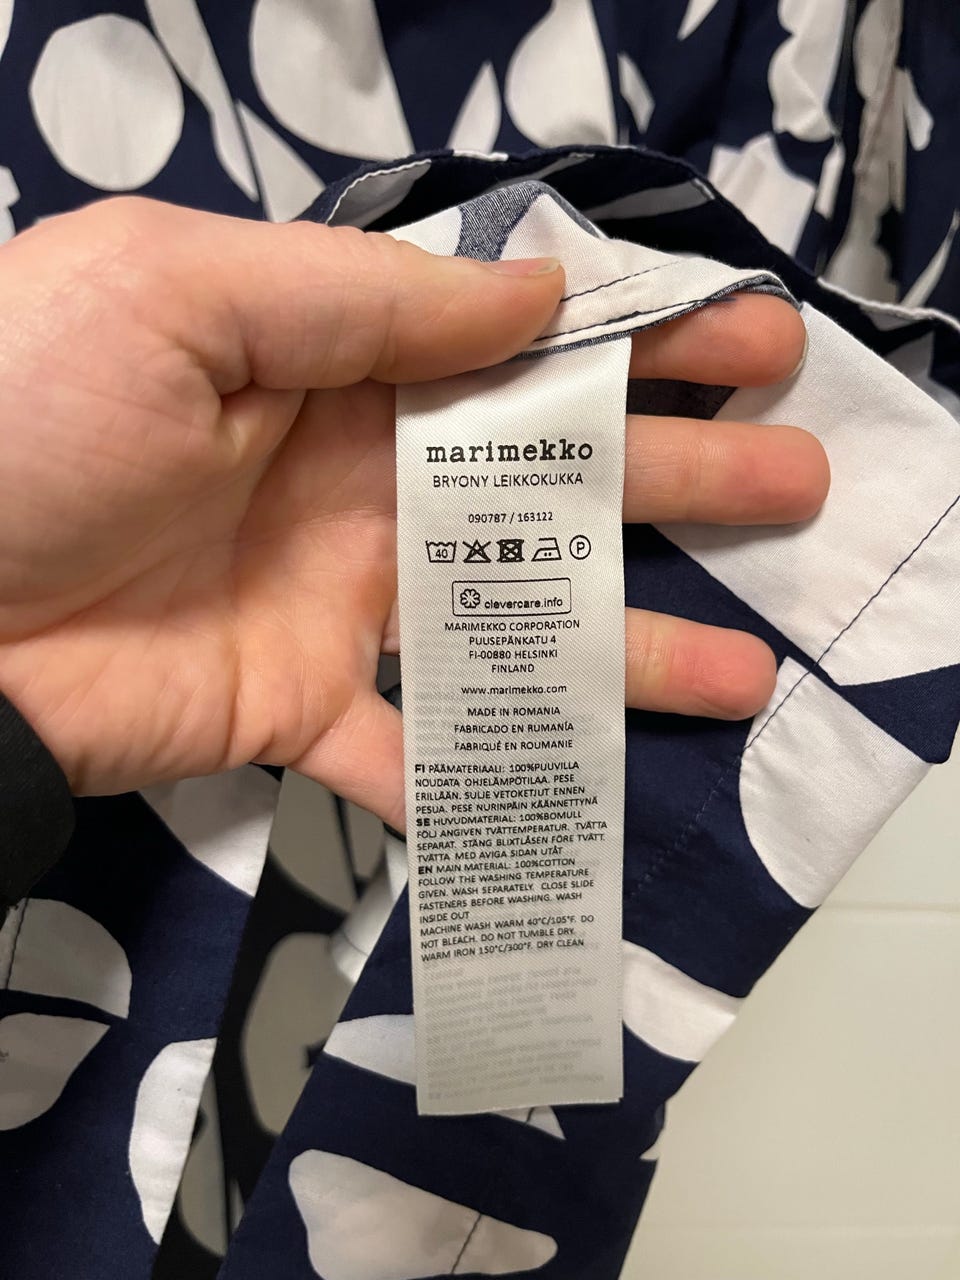 marimekko
BRYONY LEIKKOKUKKA
090787 / 163122
40 P
clevercare.info
MARIMEKKO CORPORATION
PUUSEPÄNKATU 4
FI-00880 HELSINKI
FINLAND
www.marimekko.com
MADE IN ROMANIA
FABRICADO EN RUMANÍA
FABRIQUÉ EN ROUMANIE
FI PÄÄMATERIAALI: 100%PUUVILLA
NOUDATA OHJELÄMPÖTILAA. PESE
ERILLÄÄN. SULJE VETOKETJUT ENNEN
PESUA. PESE NURINPÄIN KÄÄNNETTYNÄ
SE HUVUDMATERIAL: 100%BOMULL
FÖLJ ANGIVEN TVÄTTEMPERATUR. TVÄTTA
SEPARAT. STÄNG BLIXTLÅSEN FÖRE TVÄTT.
TVÄTTA MED AVIGA SIDAN UTÅT
EN MAIN MATERIAL: 100%COTTON
FOLLOW THE WASHING TEMPERATURE
GIVEN. WASH SEPARATELY. CLOSE SLIDE
FASTENERS BEFORE WASHING. WASH
INSIDE OUT
MACHINE WASH WARM 40°C/105°F. DO
NOT BLEACH. DO NOT TUMBLE DRY.
WARM IRON 150°C/300°F. DRY CLEAN